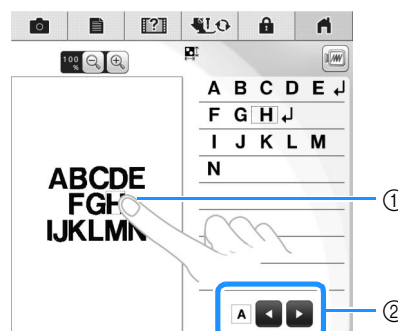 100
%
A B C D E ↲
F G H ↲
I J K L M
N
ABCDE
FGH
IJKLMN
A
①
②